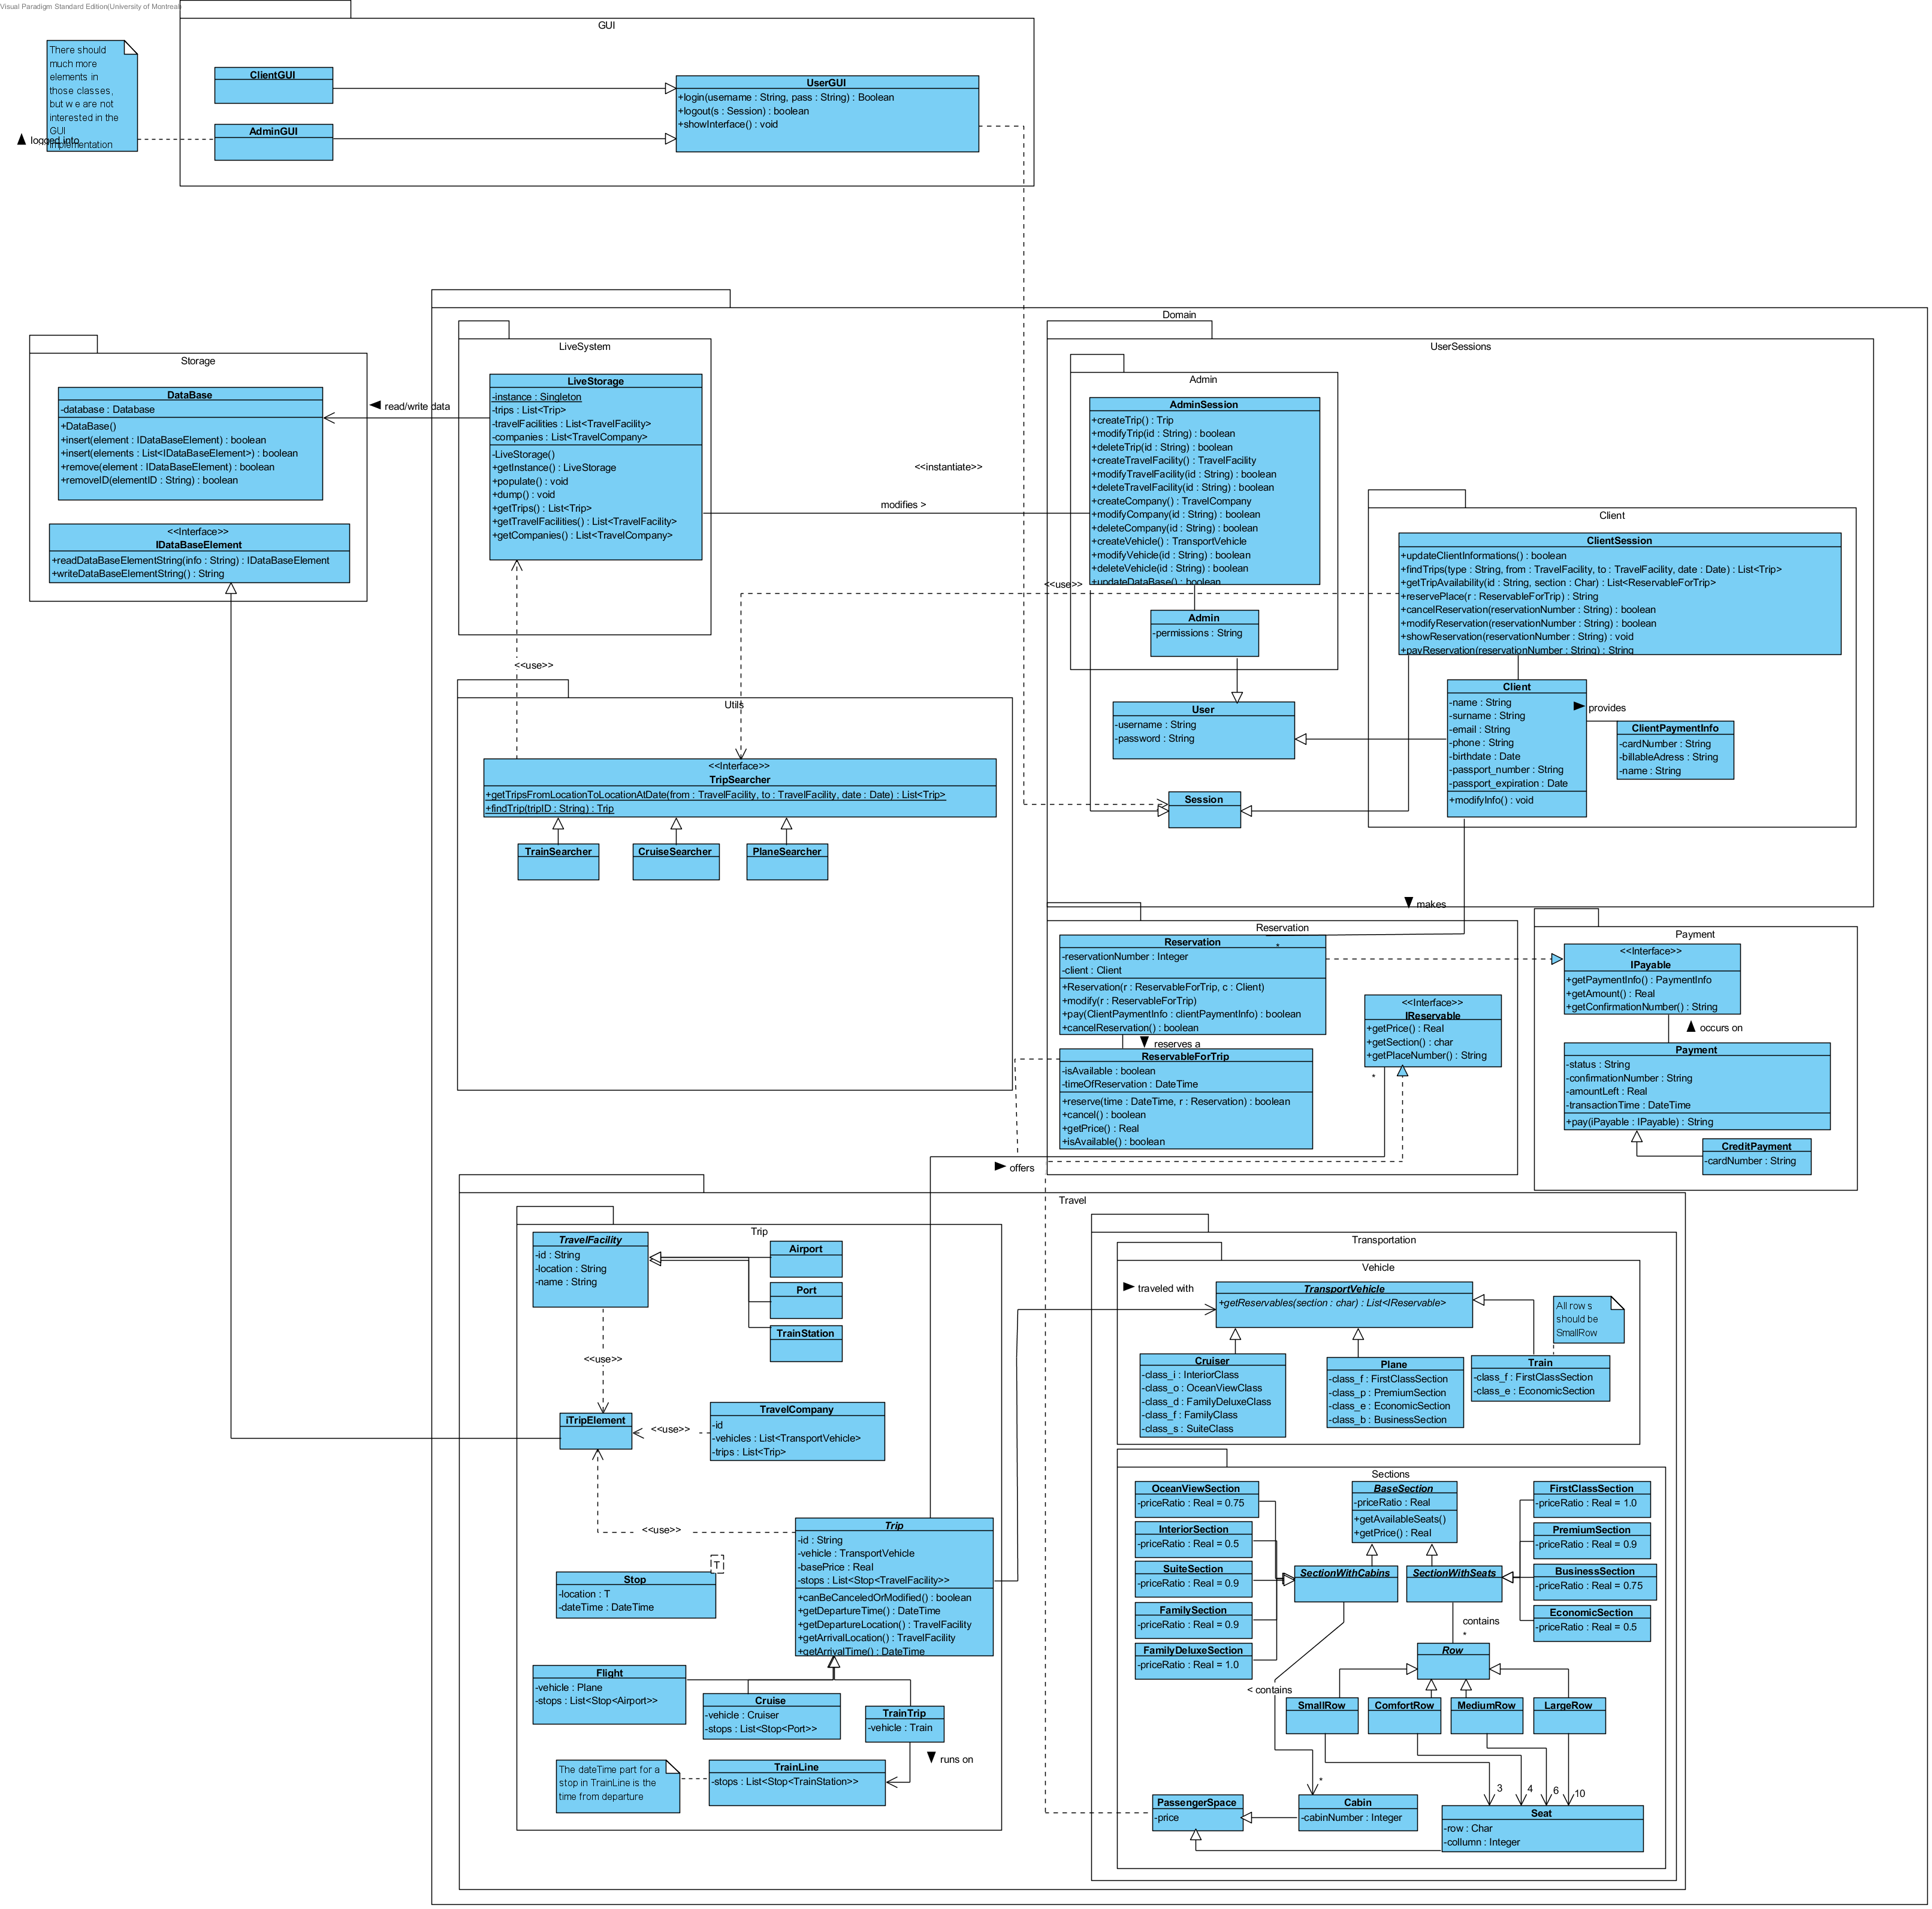 Visual Paradigm Standard Edition(University of Montreal)
GUI
There should
much more
elements in
those classes,
but we are not
interested in the
GUI
implementation
logged into
ClientGUI
AdminGUI
UserGUI
+login(username : String, pass : String) : Boolean
+logout(s : Session) : boolean
+showInterface() : void
Domain
Storage
DataBase
-database : Database
+DataBase()
+insert(element : IDataBaseElement) : boolean
+insert(elements : List<IDataBaseElement>) : boolean
+remove(element : IDataBaseElement) : boolean
+removeID(elementID : String) : boolean
<<Interface>>
IDataBaseElement
+readDataBaseElementString(info : String) : IDataBaseElement
+writeDataBaseElementString() : String
read/write data
LiveSystem
LiveStorage
-instance : Singleton
-trips : List<Trip>
-travelFacilities : List<TravelFacility>
-companies : List<TravelCompany>
-LiveStorage()
+getInstance() : LiveStorage
+populate() : void
+dump() : void
+getTrips() : List<Trip>
+getTravelFacilities() : List<TravelFacility>
+getCompanies() : List<TravelCompany>
<<instantiate>>
modifies >
<<use>>
<<use>>
UserSessions
Admin
AdminSession
+createTrip() : Trip
+modifyTrip(id : String) : boolean
+deleteTrip(id : String) : boolean
+createTravelFacility() : TravelFacility
+modifyTravelFacility(id : String) : boolean
+deleteTravelFacility(id : String) : boolean
+createCompany() : TravelCompany
+modifyCompany(id : String) : boolean
+deleteCompany(id : String) : boolean
+createVehicle() : TransportVehicle
+modifyVehicle(id : String) : boolean
+deleteVehicle(id : String) : boolean
+updateDataBase() : boolean
Admin
-permissions : String
User
-username : String
-password : String
Session
Client
ClientSession
+updateClientInformations() : boolean
+findTrips(type : String, from : TravelFacility, to : TravelFacility, date : Date) : List<Trip>
+getTripAvailability(id : String, section : Char) : List<ReservableForTrip>
+reservePlace(r : ReservableForTrip) : String
+cancelReservation(reservationNumber : String) : boolean
+modifyReservation(reservationNumber : String) : boolean
+showReservation(reservationNumber : String) : void
+payReservation(reservationNumber : String) : String
Client
-name : String
-surname : String
-email : String
-phone : String
-birthdate : Date
-passport_number : String
-passport_expiration : Date
+modifyInfo() : void
provides
ClientPaymentInfo
-cardNumber : String
-billableAdress : String
-name : String
Utils
<<Interface>>
TripSearcher
+getTripsFromLocationToLocationAtDate(from : TravelFacility, to : TravelFacility, date : Date) : List<Trip>
+findTrip(tripID : String) : Trip
TrainSearcher
CruiseSearcher
PlaneSearcher
makes
Reservation
Reservation
*
-reservationNumber : Integer
-client : Client
+Reservation(r : ReservableForTrip, c : Client)
+modify(r : ReservableForTrip)
+pay(ClientPaymentInfo : clientPaymentInfo) : boolean
+cancelReservation() : boolean
reserves a
ReservableForTrip
-isAvailable : boolean
-timeOfReservation : DateTime
+reserve(time : DateTime, r : Reservation) : boolean
+cancel() : boolean
+getPrice() : Real
+isAvailable() : boolean
<<Interface>>
IReservable
+getPrice() : Real
+getSection() : char
+getPlaceNumber() : String
*
offers
Payment
<<Interface>>
IPayable
+getPaymentInfo() : PaymentInfo
+getAmount() : Real
+getConfirmationNumber() : String
occurs on
Payment
-status : String
-confirmationNumber : String
-amountLeft : Real
-transactionTime : DateTime
+pay(iPayable : IPayable) : String
CreditPayment
-cardNumber : String
Travel
Trip
TravelFacility
-id : String
-location : String
-name : String
Airport
Port
TrainStation
<<use>>
iTripElement
<<use>>
TravelCompany
-id
-vehicles : List<TransportVehicle>
-trips : List<Trip>
<<use>>
Trip
-id : String
-vehicle : TransportVehicle
-basePrice : Real
-stops : List<Stop<TravelFacility>>
+canBeCanceledOrModified() : boolean
+getDepartureTime() : DateTime
+getDepartureLocation() : TravelFacility
+getArrivalLocation() : TravelFacility
+getArrivalTime() : DateTime
T
Stop
-location : T
-dateTime : DateTime
Flight
-vehicle : Plane
-stops : List<Stop<Airport>>
Cruise
-vehicle : Cruiser
-stops : List<Stop<Port>>
TrainTrip
-vehicle : Train
runs on
TrainLine
-stops : List<Stop<TrainStation>>
The dateTime part for a
stop in TrainLine is the
time from departure
Transportation
Vehicle
traveled with
TransportVehicle
+getReservables(section : char) : List<IReservable>
All rows
should be
SmallRow
Cruiser
-class_i : InteriorClass
-class_o : OceanViewClass
-class_d : FamilyDeluxeClass
-class_f : FamilyClass
-class_s : SuiteClass
Plane
-class_f : FirstClassSection
-class_p : PremiumSection
-class_e : EconomicSection
-class_b : BusinessSection
Train
-class_f : FirstClassSection
-class_e : EconomicSection
Sections
OceanViewSection
-priceRatio : Real = 0.75
InteriorSection
-priceRatio : Real = 0.5
SuiteSection
-priceRatio : Real = 0.9
FamilySection
-priceRatio : Real = 0.9
FamilyDeluxeSection
-priceRatio : Real = 1.0
BaseSection
-priceRatio : Real
+getAvailableSeats()
+getPrice() : Real
SectionWithCabins
SectionWithSeats
FirstClassSection
-priceRatio : Real = 1.0
PremiumSection
-priceRatio : Real = 0.9
BusinessSection
-priceRatio : Real = 0.75
EconomicSection
-priceRatio : Real = 0.5
contains
*
Row
< contains
SmallRow
ComfortRow
MediumRow
LargeRow
*
3
4
6
10
PassengerSpace
-price
Cabin
-cabinNumber : Integer
Seat
-row : Char
-collumn : Integer